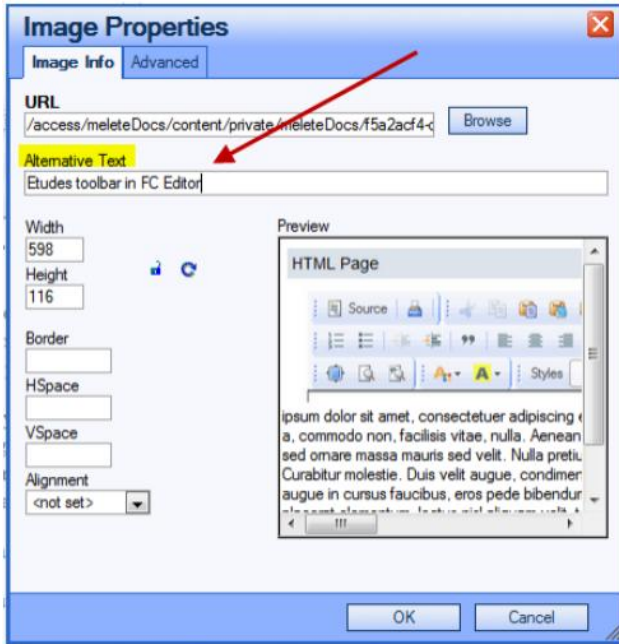 Image Properties
Image Info Advanced
URL
/access/meleteDocs/content/private/meleteDocs/f5a2acf4-c
Browse
Alternative Text
Etudes toolbar in FC Editor
Width
598
Height
116
Border
HSpace
VSpace
Alignment
<not set>
Preview
HTML Page
Source
Styles
ipsum dolor sit amet, consectetuer adipiscing
a, commodo non, facilisis vitae, nulla. Aenean
sed ornare massa mauris sed velit. Nulla pretiu
Curabitur molestie. Duis velit augue, condimen
augue in cursus faucibus, eros pede bibendur
OK Cancel